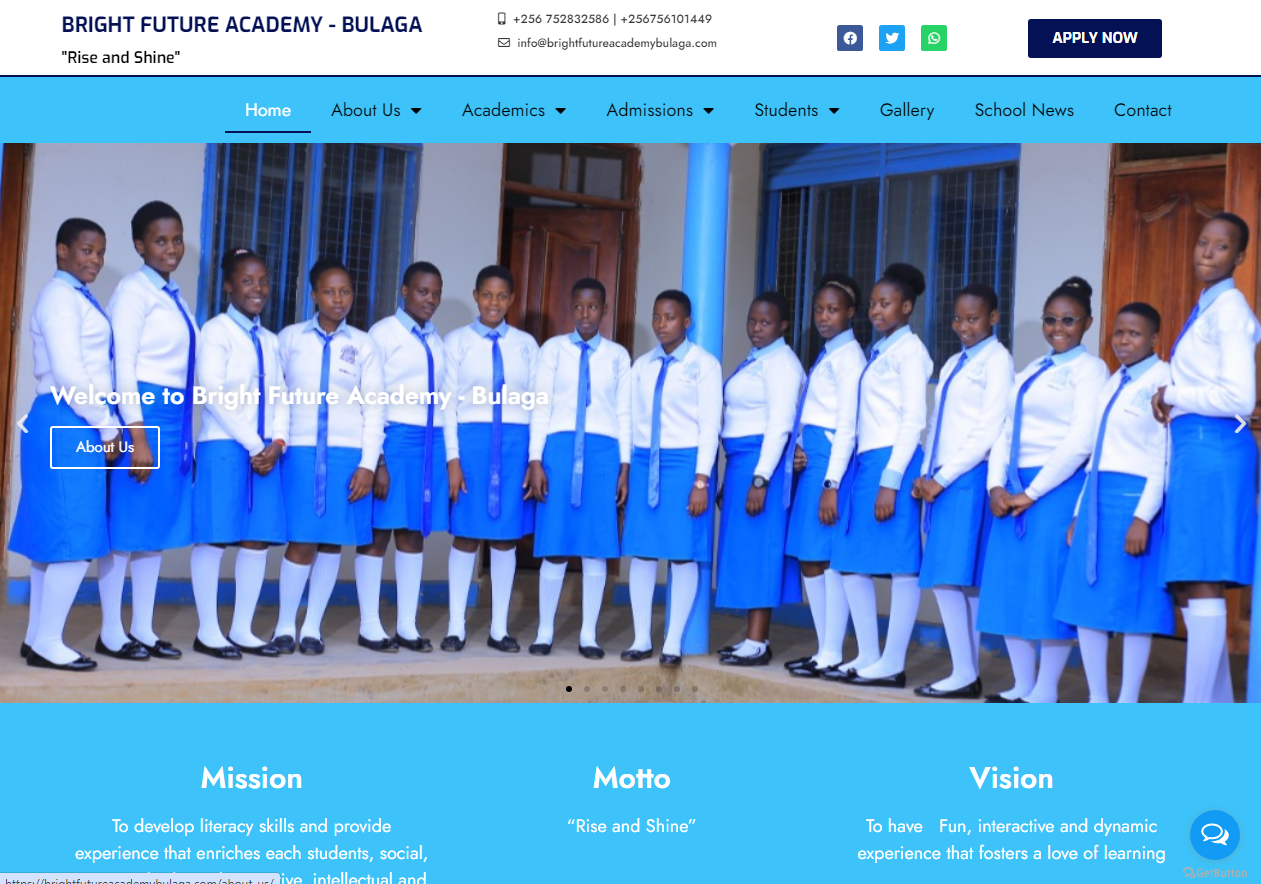 BRIGHT FUTURE ACADEMY - BULAGA
"Rise and Shine"
+256 752832586 | +256756101449
info@brightfutureacademybulaga.com
APPLY NOW
Home
About Us
Academics
Admissions
Students
Gallery
School News
Contact
Welcome to Bright Future Academy - Bulaga
About Us
Mission
To develop literacy skills and provide
experience that enriches each students, social,
intellectual and
Motto
“Rise and Shine”
Vision
To have Fun, interactive and dynamic
experience that fosters a love of learning
GetButton
https://brightfutureacademybulaga.com/about-us/